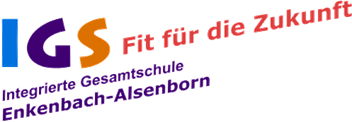 IGS Fit für die Zukunft
Integrierte Gesamtschule
Enkenbach-Alsenborn